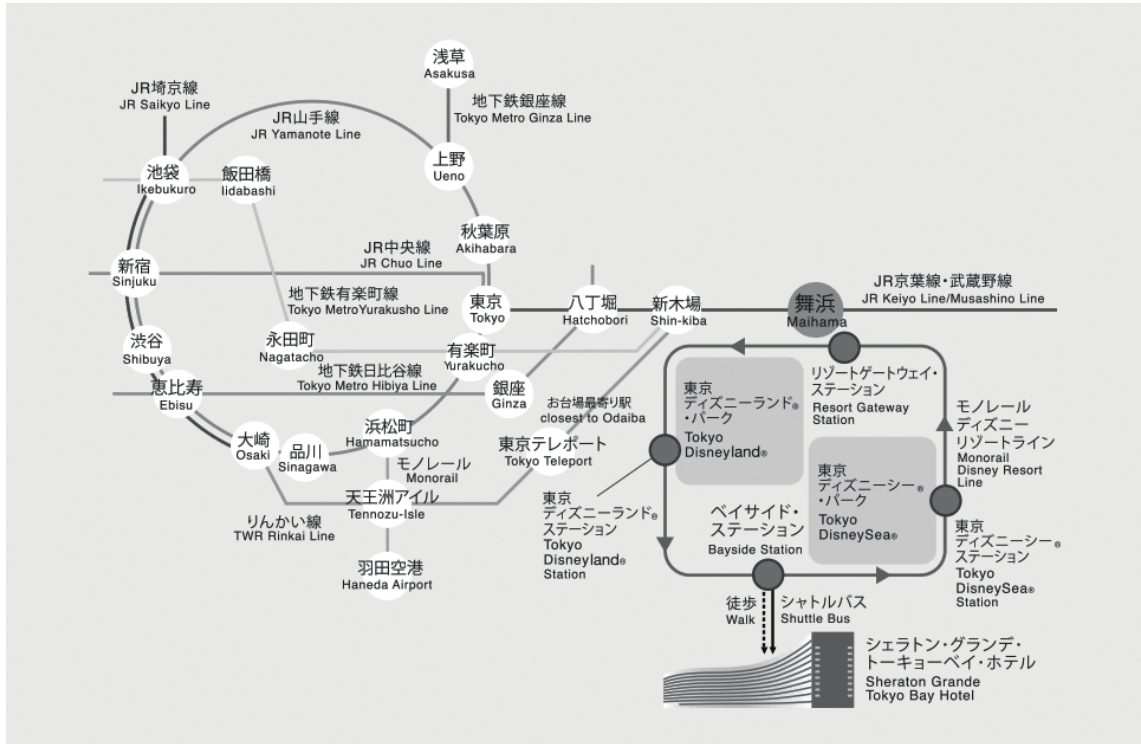 浅草
Asakusa
JR埼京線
JR Saikyo Line
地下鉄銀座線
Tokyo Metro Ginza Line
JR山手線
JR Yamanote Line
上野
Ueno
池袋
Ikebukuro
飯田橋
Iidabashi
秋葉原
Akihabara
JR中央線
JR Chuo Line
新宿
Sinjuku
地下鉄有楽町線
Tokyo MetroYurakusho Line
東京
Tokyo
八丁堀
Hatchobori
新木場
Shin-kiba
舞浜
Maihama
JR京葉線・武蔵野線
JR Keiyo Line/Musashino Line
渋谷
Shibuya
永田町
Nagatacho
有楽町
Yurakucho
地下鉄日比谷線
Tokyo Metro Hibiya Line
恵比寿
Ebisu
銀座
Ginza
お台場最寄り駅
closest to Odaiba
東京テレポート
Tokyo Teleport
大崎
Osaki
品川
Sinagawa
浜松町
Hamamatsucho
モノレール
Monorail
天王洲アイル
Tennozu-Isle
りんかい線
TWR Rinkai Line
羽田空港
Haneda Airport
リゾートゲートウェイ・
ステーション
Resort Gateway
Station
東京
ディズニーランド®
・パーク
Tokyo
Disneyland®
モノレール
ディズニー
リゾートライン
Monorail
Disney Resort
Line
東京
ディズニーシー®
・パーク
Tokyo
DisneySea®
東京
ディズニーランド®
ステーション
Tokyo
Disneyland®
Station
ベイサイド・
ステーション
Bayside Station
東京
ディズニーシー®
ステーション
Tokyo
DisneySea®
Station
徒歩
Walk
シャトルバス
Shuttle Bus
シェラトン・グランデ・
トーキョーベイ・ホテル
Sheraton Grande
Tokyo Bay Hotel